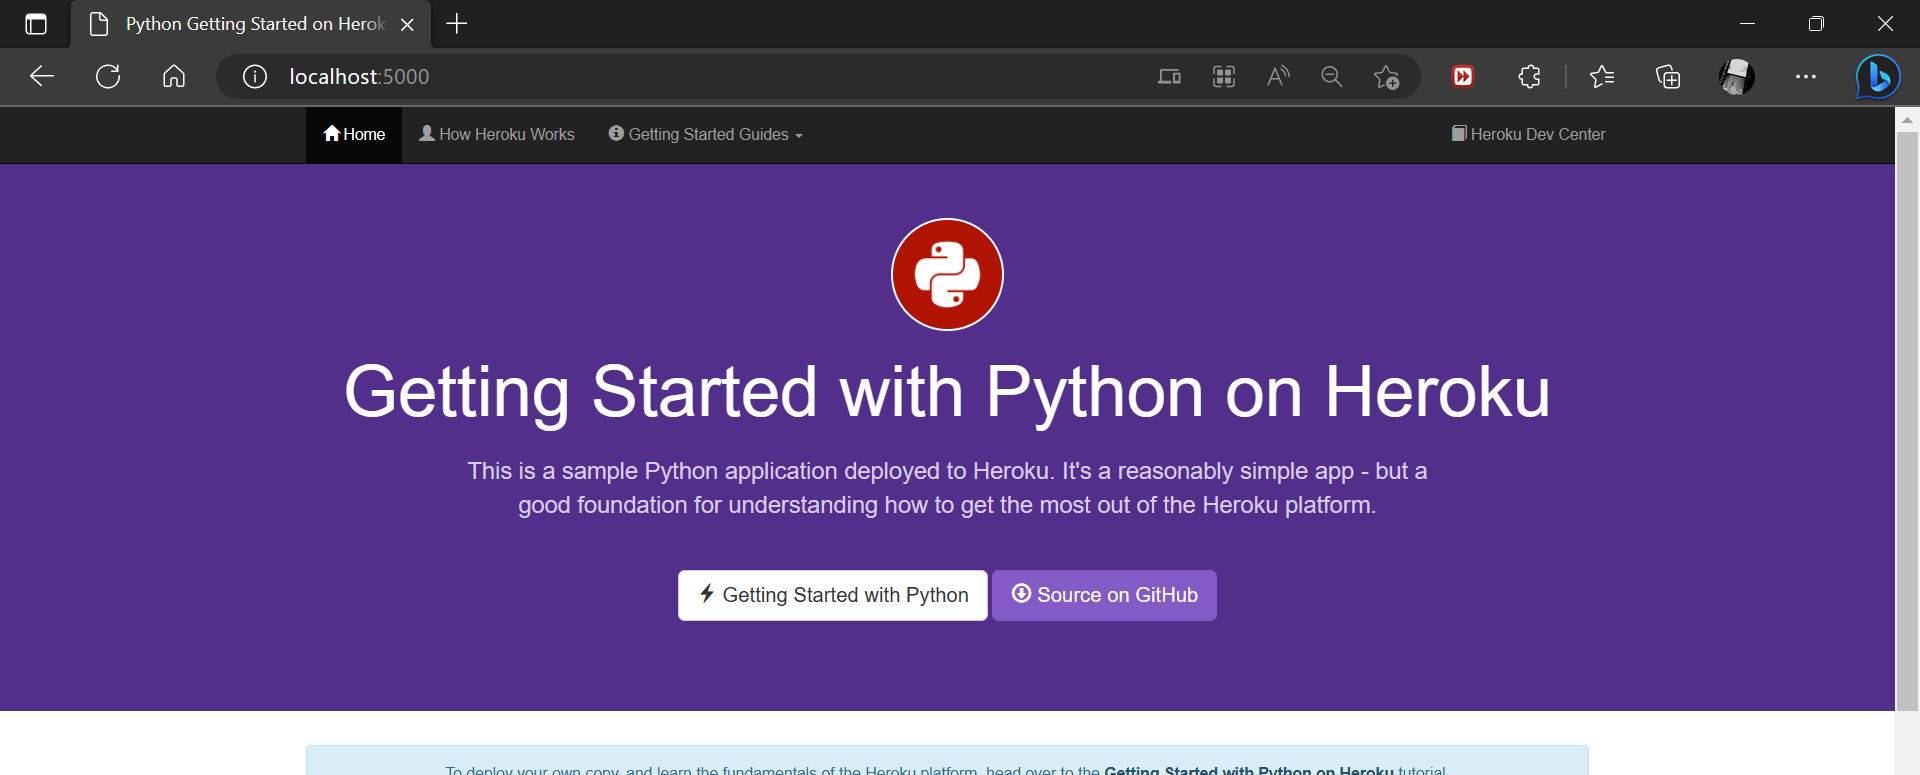 Python Getting Started on Herok
localhost:5000
Home
How Heroku Works
Getting Started Guides
Heroku Dev Center
Getting Started with Python on Heroku
This is a sample Python application deployed to Heroku. It's a reasonably simple app - but a
good foundation for understanding how to get the most out of the Heroku platform.
Getting Started with Python
Source on GitHub
To deploy your own copy, and learn the fundamentals of the Heroku platform, head over to the Getting Started with Python on Heroku tutorial